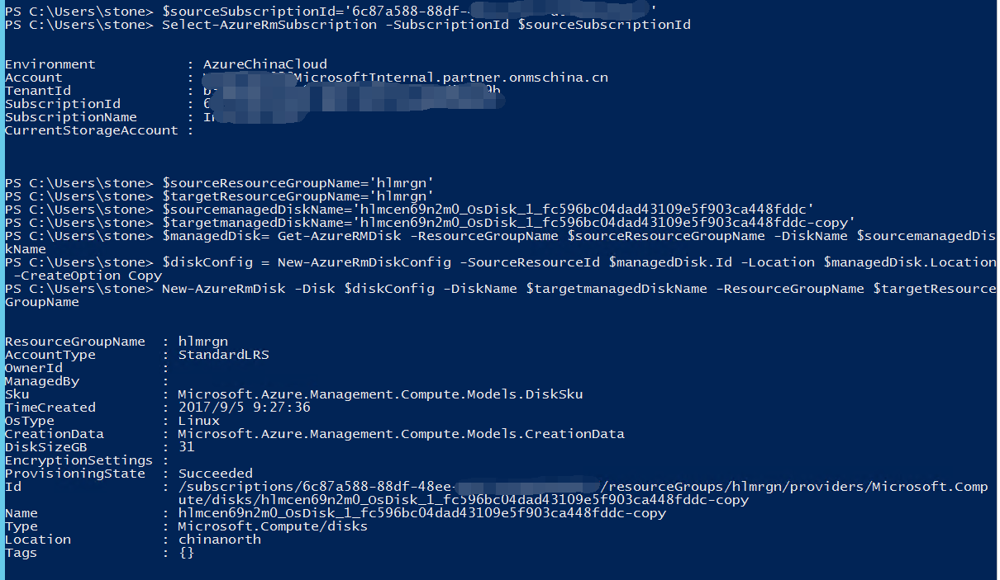 PS C:\Users\stone> $sourceSubscriptionId='6c87a588-88df- '
PS C:\Users\stone> Select-AzureRmSubscription -SubscriptionId $sourceSubscriptionId
Environment : AzureChinaCloud
Account : MicrosoftInternal.partner.onmschina.cn
TenantId : b 9b
SubscriptionId : 6
SubscriptionName :
CurrentStorageAccount :
PS C:\Users\stone> $sourceResourceGroupName='hlmrgn'
PS C:\Users\stone> $targetResourceGroupName='hlmrgn'
PS C:\Users\stone> $sourcemanagedDiskName='hlmcen69n2m0_OsDisk_1_fc596bc04dad43109e5f903ca448fddc'
PS C:\Users\stone> $targetmanagedDiskName='hlmcen69n2m0_OsDisk_1_fc596bc04dad43109e5f903ca448fddc-copy'
PS C:\Users\stone> $managedDisk= Get-AzureRMDisk -ResourceGroupName $sourceResourceGroupName -DiskName $sourcemanagedDis
kName
PS C:\Users\stone> $diskConfig = New-AzureRmDiskConfig -SourceResourceId $managedDisk.Id -Location $managedDisk.Location
-CreateOption Copy
PS C:\Users\stone> New-AzureRmDisk -Disk $diskConfig -DiskName $targetmanagedDiskName -ResourceGroupName $targetResource
GroupName
ResourceGroupName : hlmrgn
AccountType : StandardLRS
OwnerId :
ManagedBy :
Sku : Microsoft.Azure.Management.Compute.Models.DiskSku
TimeCreated : 2017/9/5 9:27:36
OsType : Linux
CreationData : Microsoft.Azure.Management.Compute.Models.CreationData
DiskSizeGB : 31
EncryptionSettings :
ProvisioningState : Succeeded
Id : /subscriptions/6c87a588-88df-48ee- /resourceGroups/hlmrgn/providers/Microsoft.Comp
ute/disks/hlmcen69n2m0_OsDisk_1_fc596bc04dad43109e5f903ca448fddc-copy
Name : hlmcen69n2m0_OsDisk_1_fc596bc04dad43109e5f903ca448fddc-copy
Type : Microsoft.Compute/disks
Location : chinanorth
Tags : {}